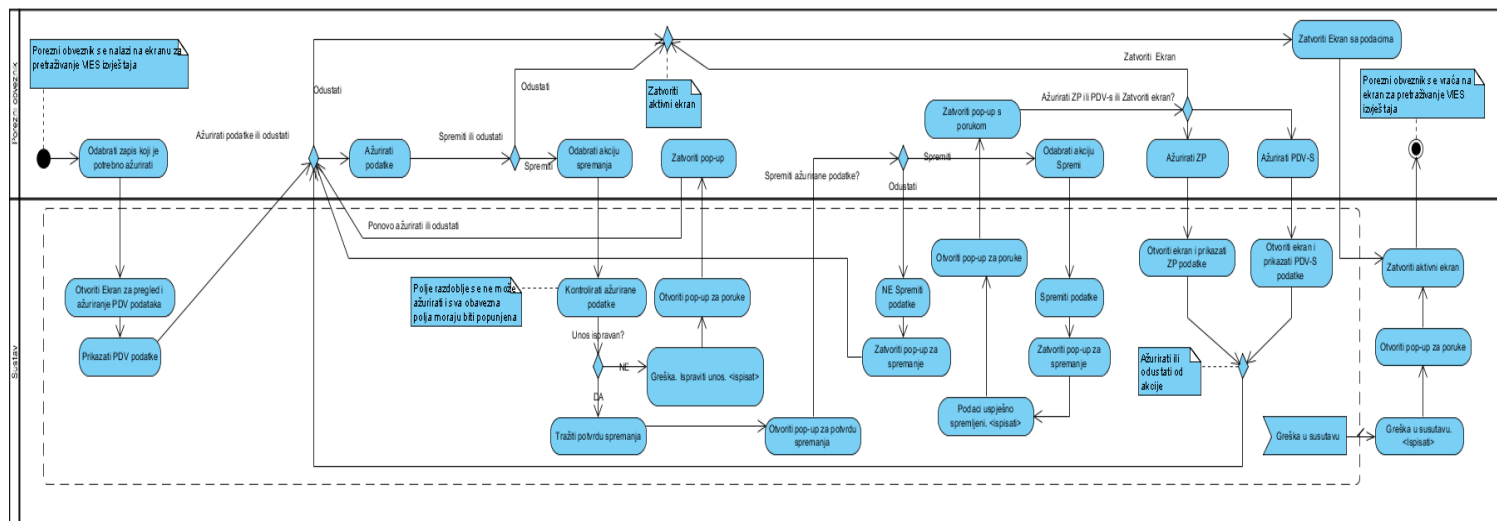 Porezni obveznik
Porezni obveznik se nalazi na ekranu za
pretraživanje VIES izvještaja
Odabrati zapis koji je
potrebno ažurirati
Ažurirati podatke ili odustati
Odustati
Ažurirati
podatke
Spremiti ili odustati
Odustati
Spremiti
Odabrati akciju
spremanja
Zatvoriti
aktivni ekran
Zatvoriti pop-up
Spremiti ažurirane podatke?
Spremiti
Odustati
Zatvoriti pop-up s
porukom
Odabrati akciju
Spremi
Zatvoriti Ekran
Ažurirati ZP ili PDV-s ili Zatvoriti ekran?
Ažurirati ZP
Ažurirati PDV-S
Zatvoriti Ekran sa podacima
Porezni obveznik se vraća na
ekran za pretraživanje VIES
izvještaja
Sustav
Otvoriti Ekran za pregled i
ažuriranje PDV podataka
Prikazati PDV podatke
Ponovo ažurirati ili odustati
Polje razdoblje se ne može
ažurirati i sva obavezna
polja moraju biti popunjena
Kontrolirati ažurirane
podatke
Unos ispravan?
NE
DA
Otvoriti pop-up za poruke
Greška. Ispraviti unos. <ispisat>
Tražiti potvrdu spremanja
Otvoriti pop-up za potvrdu
spremanja
NE Spremiti
podatke
Zatvoriti pop-up za
spremanje
Otvoriti pop-up za poruke
Podaci uspješno
spremljeni. <ispisati>
Spremiti podatke
Zatvoriti pop-up za
spremanje
Otvoriti ekran i prikazati
ZP podatke
Otvoriti ekran i
prikazati PDV-S
podatke
Ažurirati ili
odustati od
akcije
Zatvoriti aktivni ekran
Otvoriti pop-up za poruke
Greška u susutavu
Greška u susutavu.
<Ispisati>